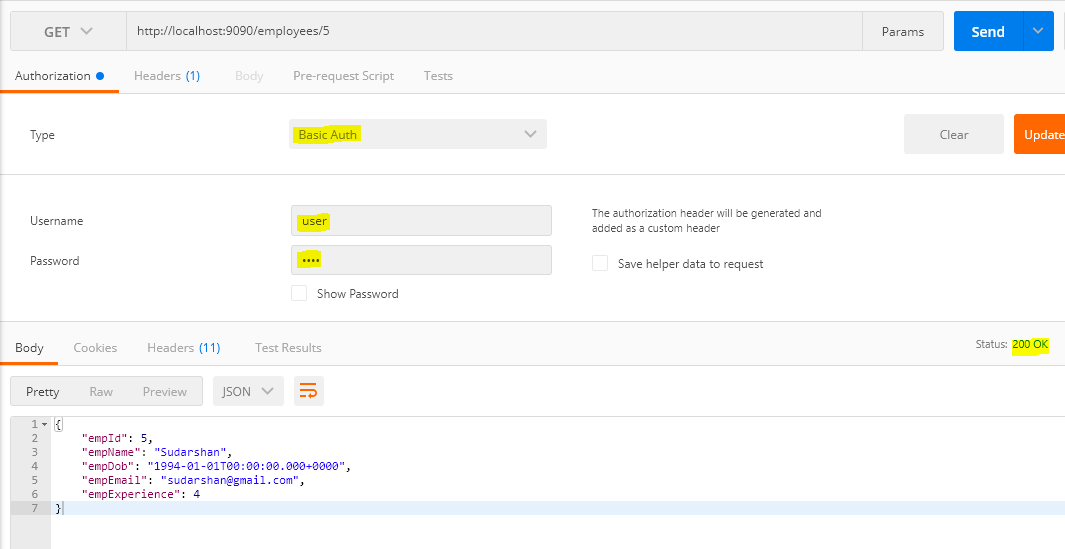 GET http://localhost:9090/employees/5 Params Send
Authorization Headers (1) Body Pre-request Script Tests
Type Basic Auth Clear Update
Username user The authorization header will be generated and
added as a custom header
Password •••• Save helper data to request
Show Password
Body Cookies Headers (11) Test Results Status: 200 OK
Pretty Raw Preview JSON
1 {
2 "empId": 5,
3 "empName": "Sudarshan",
4 "empDob": "1994-01-01T00:00:00.000+0000",
5 "empEmail": "sudarshan@gmail.com",
6 "empExperience": 4
7 }